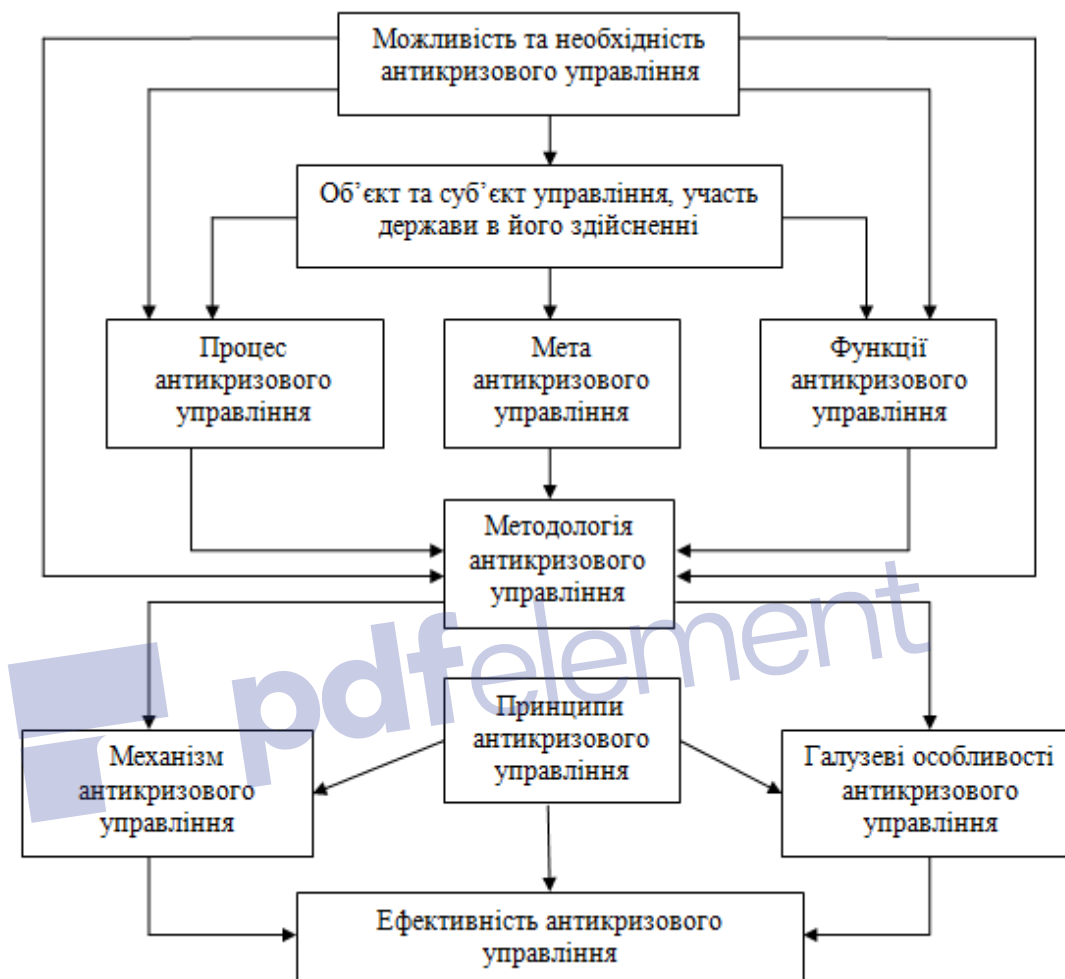 Можливість та необхідність
антикризового управління
Об’єкт та суб’єкт управління, участь
держави в його здійсненні
Процес
антикризового
управління
Мета
антикризового
управління
Функції
антикризового
управління
Методологія
антикризового
управління
pdfelement
Механізм
антикризового
управління
Принципи
антикризового
управління
Галузеві особливості
антикризового
управління
Ефективність антикризового
управління